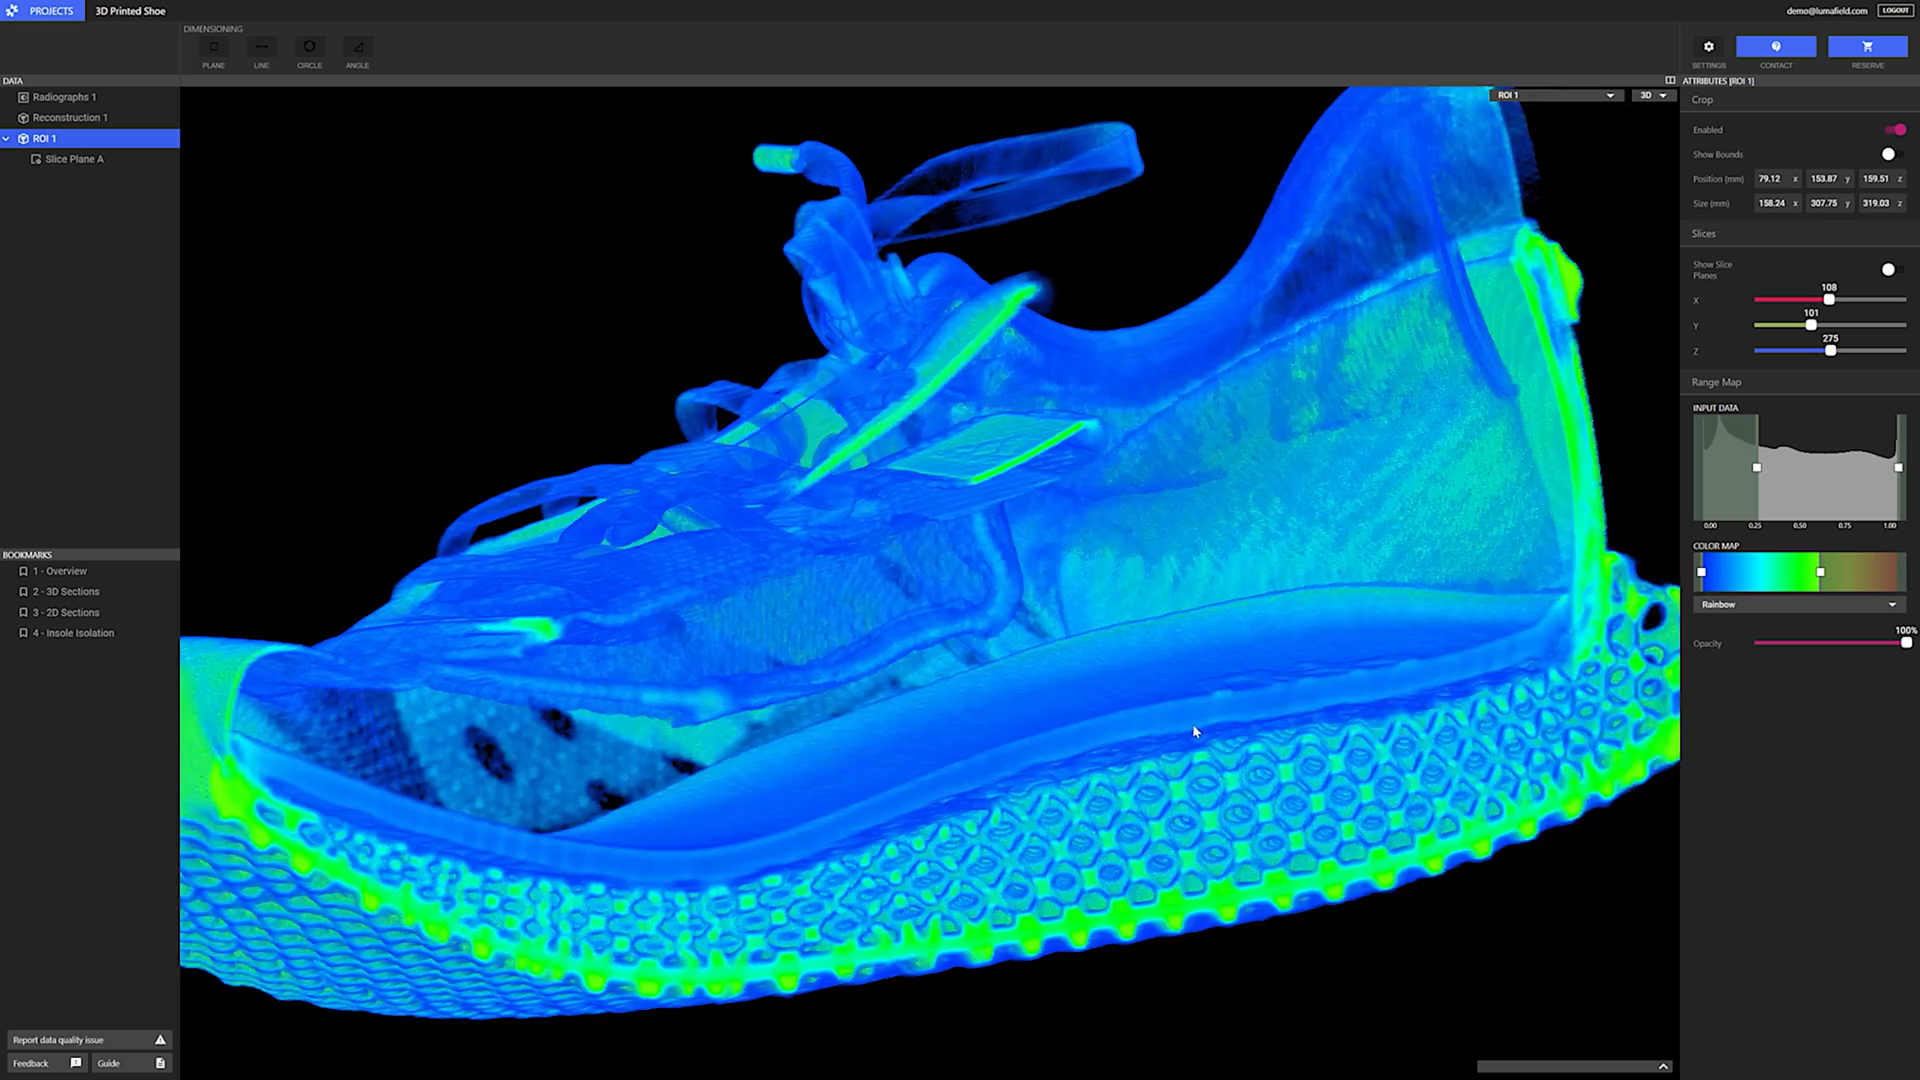 PROJECTS
3D Printed Shoe
demo@lumafield.com
LOGOUT
DIMENSIONING
PLANE
LINE
CIRCLE
ANGLE
SETTINGS
CONTACT
RESERVE
DATA
Radiographs 1
Reconstruction 1
ROI 1
Slice Plane A
BOOKMARKS
1 - Overview
2 - 3D Sections
3 - 2D Sections
4 - Insole Isolation
Report data quality issue
Feedback
Guide
ROI 1
3D
ATTRIBUTES [ROI 1]
Crop
Enabled
Show Bounds
Position (mm) 79.12 x 153.87 y 159.51 z
Size (mm) 158.24 x 307.75 y 319.03 z
Slices
Show Slice
Planes
108
X
101
Y
275
Z
Range Map
INPUT DATA
0.00 0.25 0.50 0.75 1.00
COLOR MAP
Rainbow
100%
Opacity